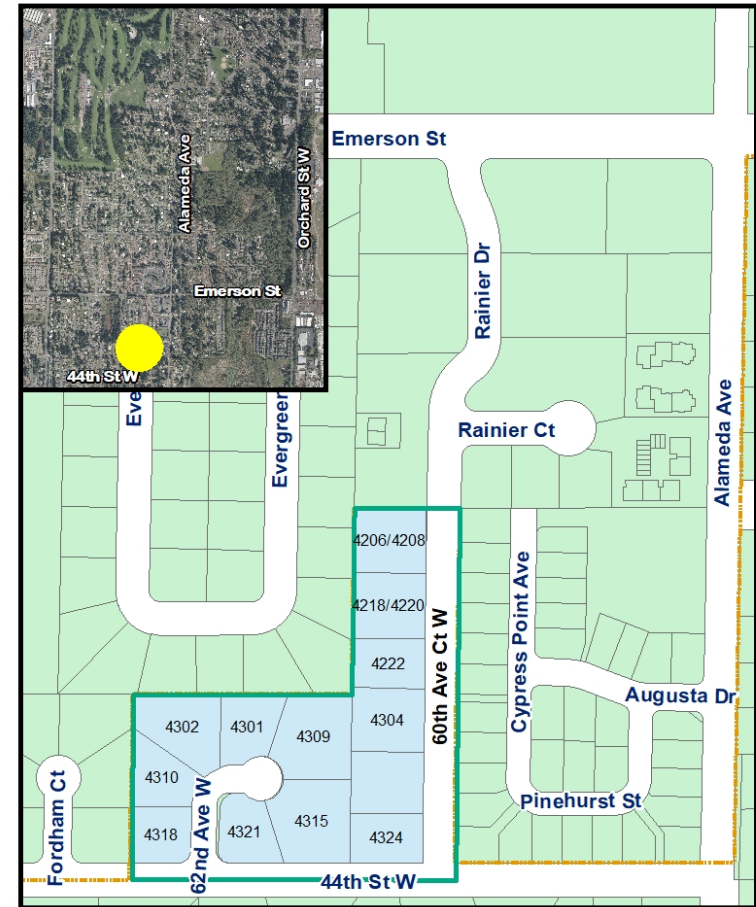 Alameda Ave
Orchard St W
Emerson St
44th St W
Emerson St
Rainier Dr
Eve
Evergreen
Rainier Ct
Alameda Ave
4206/4208
4218/4220
Cypress Point Ave
4222
60th Ave Ct W
Augusta Dr
4302
4301
4309
4304
4310
Fordham Ct
62nd Ave W
Pinehurst St
4318
4321
4315
4324
44th St W